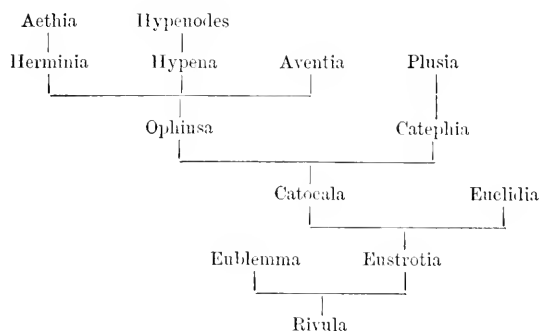 Aethia Hypenodes
Herminia Hypena Aventia Plusia
Ophiusa Catephia
Catocala Euclidia
Eublemma Eustrotia
Rivula